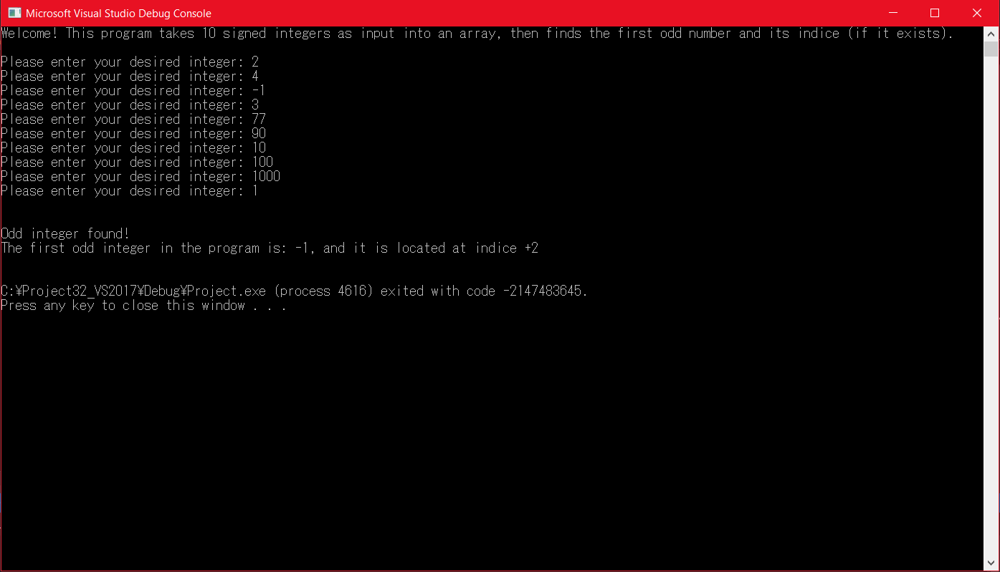 Microsoft Visual Studio Debug Console
Welcome! This program takes 10 signed integers as input into an array, then finds the first odd number and its indice (if it exists).
Please enter your desired integer: 2
Please enter your desired integer: 4
Please enter your desired integer: -1
Please enter your desired integer: 3
Please enter your desired integer: 77
Please enter your desired integer: 90
Please enter your desired integer: 10
Please enter your desired integer: 100
Please enter your desired integer: 1000
Please enter your desired integer: 1
Odd integer found!
The first odd integer in the program is: -1, and it is located at indice +2
C:¥Project32_VS2017¥Debug¥Project.exe (process 4616) exited with code -2147483645.
Press any key to close this window . . .